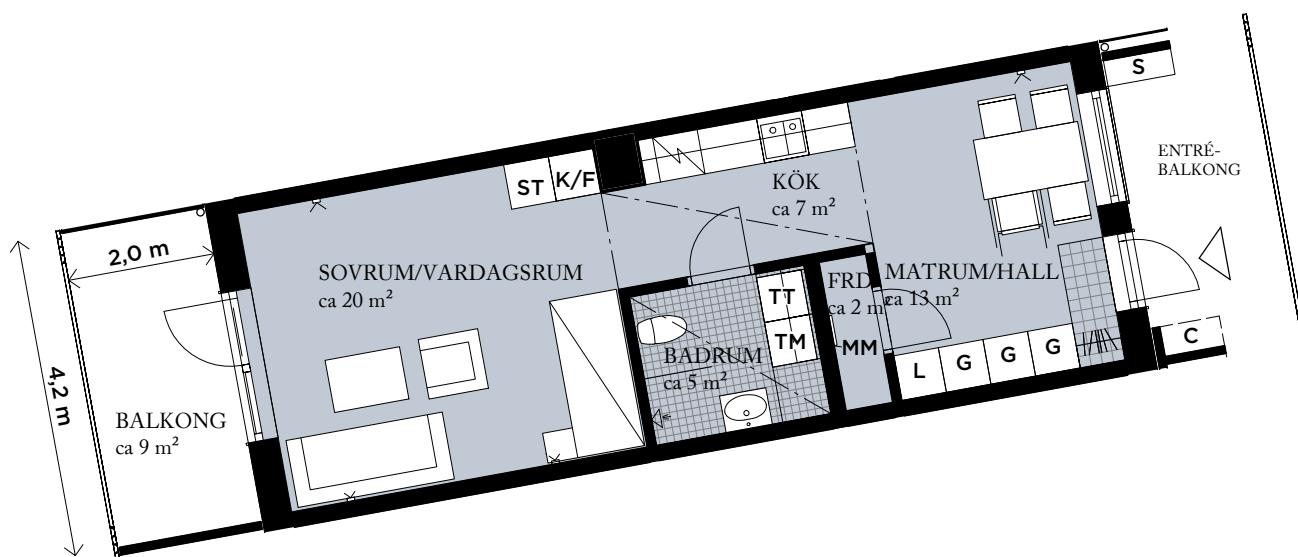 S
ENTRÉ-
BALKONG
ST
K/F
KÖK
ca 7 m²
2,0 m
SOVRUM/VARDAGSRUM
ca 20 m²
MATRUM/HALL
ca 13 m²
FRD
ca 2 m²
TT
TM
MM
BADRUM
ca 5 m²
L
G
G
G
C
4,2 m
BALKONG
ca 9 m²